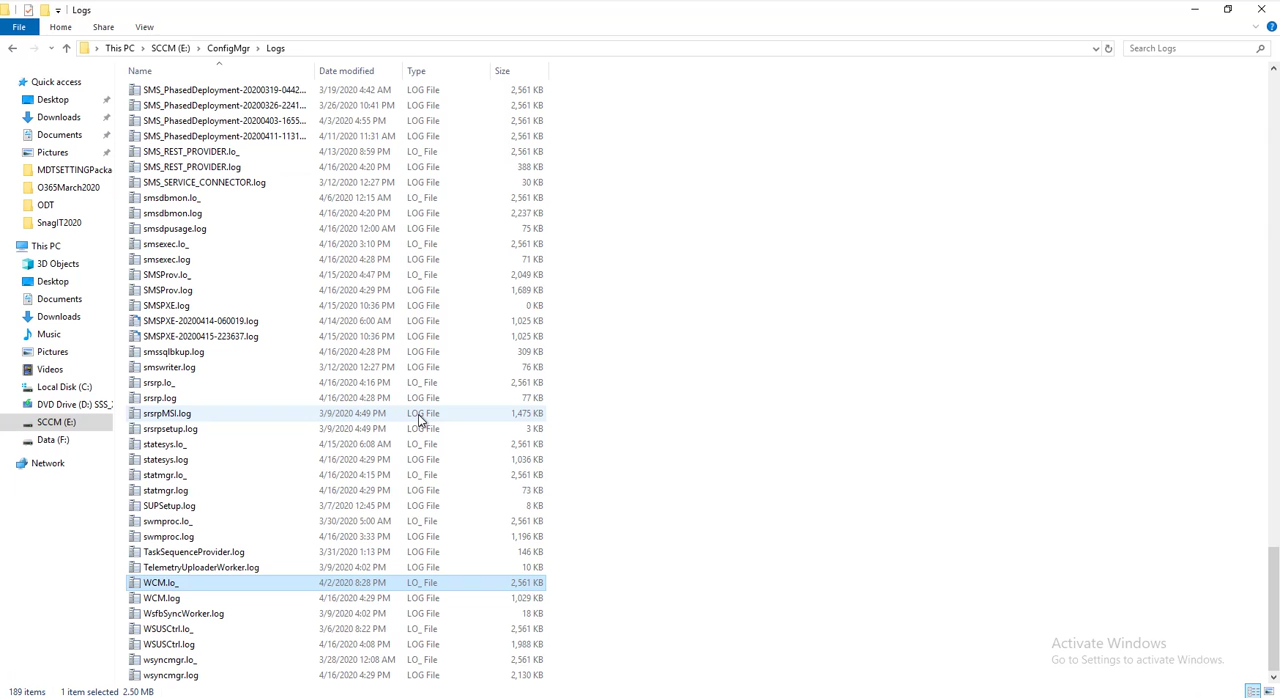 Logs
File Home Share View
This PC > SCCM (E:) > ConfigMgr > Logs
Search Logs
Name Date modified Type Size
Quick access
Desktop
Downloads
Documents
Pictures
MDTSETTINGPacka
O365March2020
ODT
SnagIT2020
This PC
3D Objects
Desktop
Documents
Downloads
Music
Pictures
Videos
Local Disk (C:)
DVD Drive (D:) SSS_
SCCM (E:)
Data (F:)
Network
SMS_PhasedDeployment-20200319-0442... 3/19/2020 4:42 AM LOG File 2,561 KB
SMS_PhasedDeployment-20200326-2241... 3/26/2020 10:41 PM LOG File 2,561 KB
SMS_PhasedDeployment-20200403-1655... 4/3/2020 4:55 PM LOG File 2,561 KB
SMS_PhasedDeployment-20200411-1131... 4/11/2020 11:31 AM LOG File 2,561 KB
SMS_REST_PROVIDER.lo_ 4/13/2020 8:59 PM LO_ File 2,561 KB
SMS_REST_PROVIDER.log 4/16/2020 4:20 PM LOG File 388 KB
SMS_SERVICE_CONNECTOR.log 3/12/2020 12:27 PM LOG File 30 KB
smsdbmon.lo_ 4/6/2020 12:15 AM LO_ File 2,561 KB
smsdbmon.log 4/16/2020 4:20 PM LOG File 2,237 KB
smsdpusage.log 4/16/2020 12:00 AM LOG File 75 KB
smsexec.lo_ 4/16/2020 3:10 PM LO_ File 2,561 KB
smsexec.log 4/16/2020 4:28 PM LOG File 71 KB
SMSProv.lo_ 4/15/2020 4:47 PM LO_ File 2,049 KB
SMSProv.log 4/16/2020 4:29 PM LOG File 1,689 KB
SMSPXE.log 4/15/2020 10:36 PM LOG File 0 KB
SMSPXE-20200414-060019.log 4/14/2020 6:00 AM LOG File 1,025 KB
SMSPXE-20200415-223637.log 4/15/2020 10:36 PM LOG File 1,025 KB
smssqlbkup.log 4/16/2020 4:28 PM LOG File 309 KB
smswriter.log 3/12/2020 12:27 PM LOG File 76 KB
srsrp.lo_ 4/16/2020 4:16 PM LO_ File 2,561 KB
srsrp.log 4/16/2020 4:28 PM LOG File 77 KB
srsrpMSI.log 3/9/2020 4:49 PM LOG File 1,475 KB
srsrpsetup.log 3/9/2020 4:49 PM LOG File 3 KB
statesys.lo_ 4/15/2020 6:08 AM LO_ File 2,561 KB
statesys.log 4/16/2020 4:29 PM LOG File 1,036 KB
statmgr.lo_ 4/16/2020 4:15 PM LO_ File 2,561 KB
statmgr.log 4/16/2020 4:29 PM LOG File 73 KB
SUPSetup.log 3/7/2020 12:45 PM LOG File 8 KB
swmproc.lo_ 3/30/2020 5:00 AM LO_ File 2,561 KB
swmproc.log 4/16/2020 3:33 PM LOG File 1,196 KB
TaskSequenceProvider.log 3/31/2020 1:13 PM LOG File 146 KB
TelemetryUploaderWorker.log 3/9/2020 4:02 PM LOG File 10 KB
WCM.lo_ 4/2/2020 8:28 PM LO_ File 2,561 KB
WCM.log 4/16/2020 4:29 PM LOG File 1,029 KB
WsfbSyncWorker.log 3/9/2020 4:02 PM LOG File 18 KB
WSUSCtrl.lo_ 3/6/2020 8:22 PM LO_ File 2,561 KB
WSUSCtrl.log 4/16/2020 4:08 PM LOG File 1,988 KB
wsyncmgr.lo_ 3/28/2020 12:08 AM LO_ File 2,561 KB
wsyncmgr.log 4/16/2020 4:29 PM LOG File 2,130 KB
Activate Windows
Go to Settings to activate Windows.
189 items 1 item selected 2.50 MB